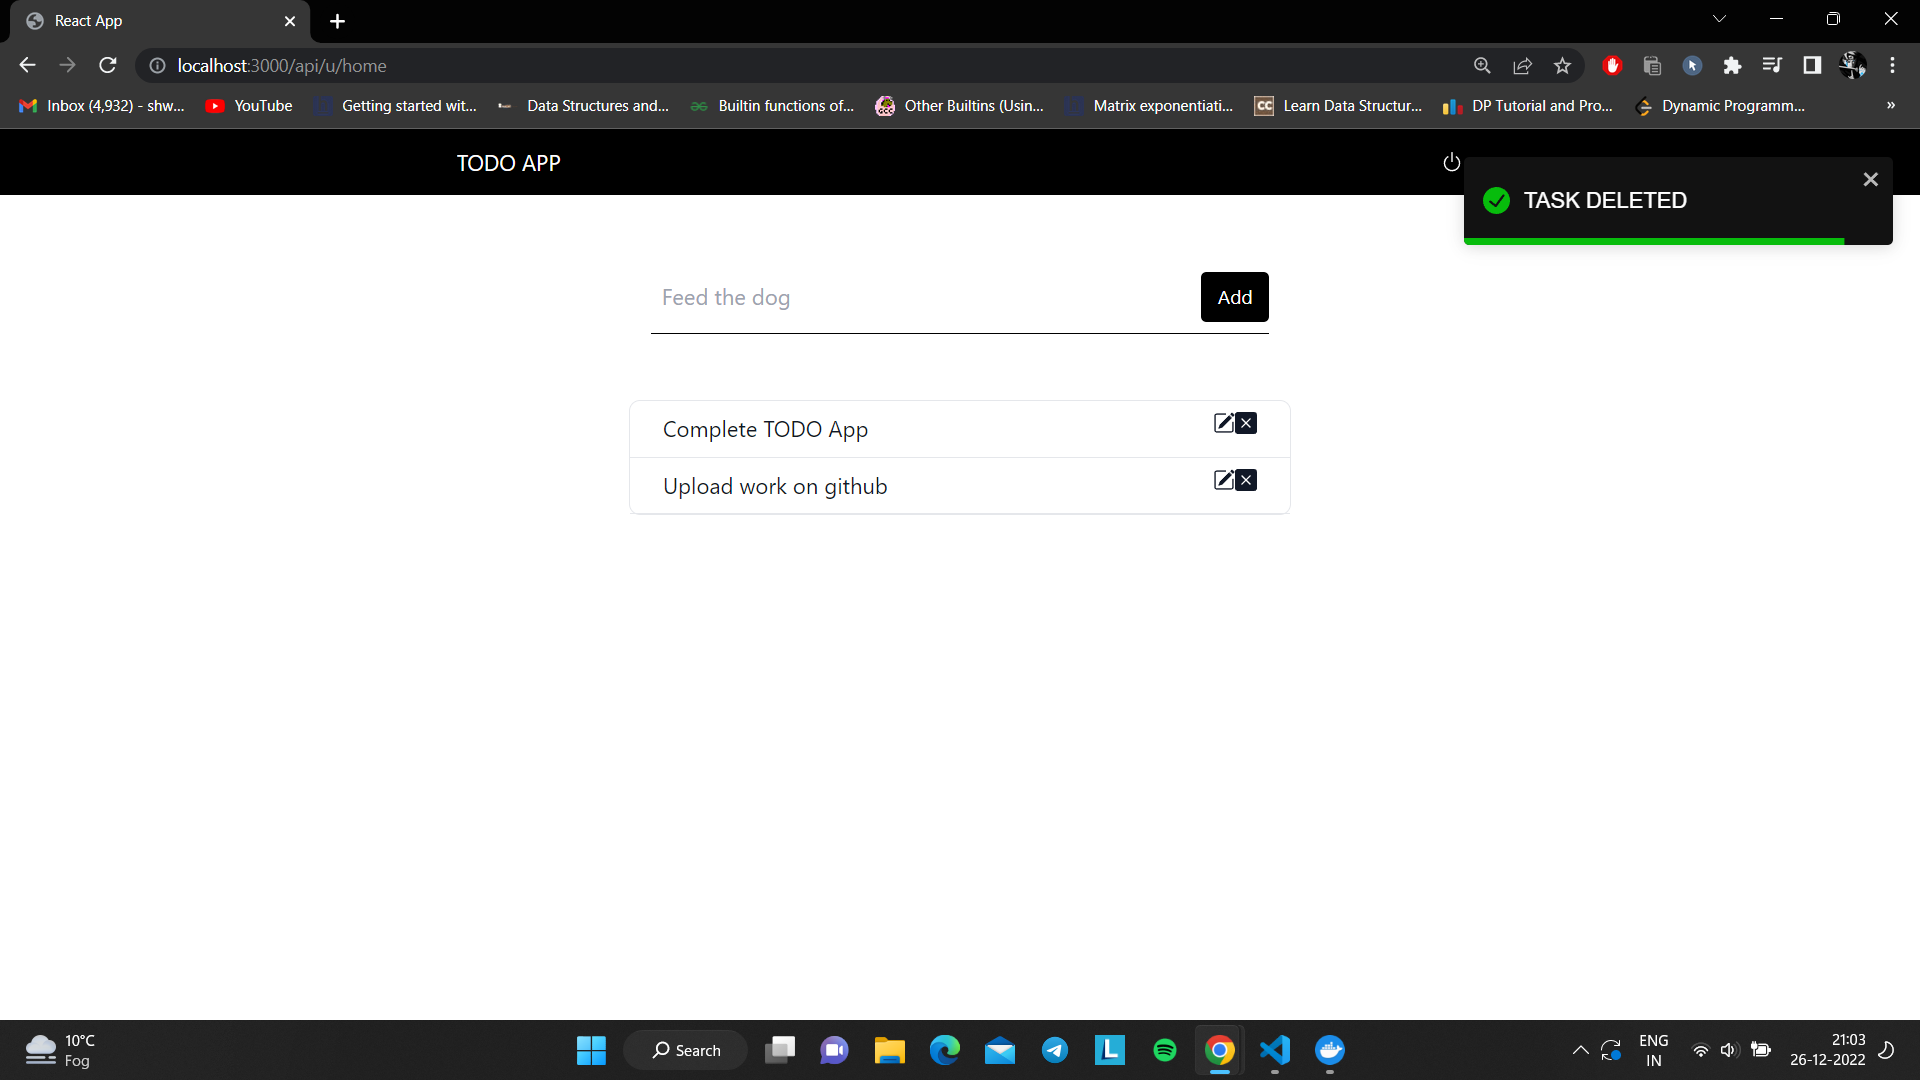 React App
localhost:3000/api/u/home
Inbox (4,932) - shw...
YouTube
Getting started wit...
Data Structures and...
Builtin functions of...
Other Builtins (Usin...
Matrix exponentiati...
CC
Learn Data Structur...
DP Tutorial and Pro...
Dynamic Programm...
»
TODO APP
TASK DELETED
Feed the dog
Add
Complete TODO App
Upload work on github
10°C
Fog
Search
L
ENG
IN
21:03
26-12-2022